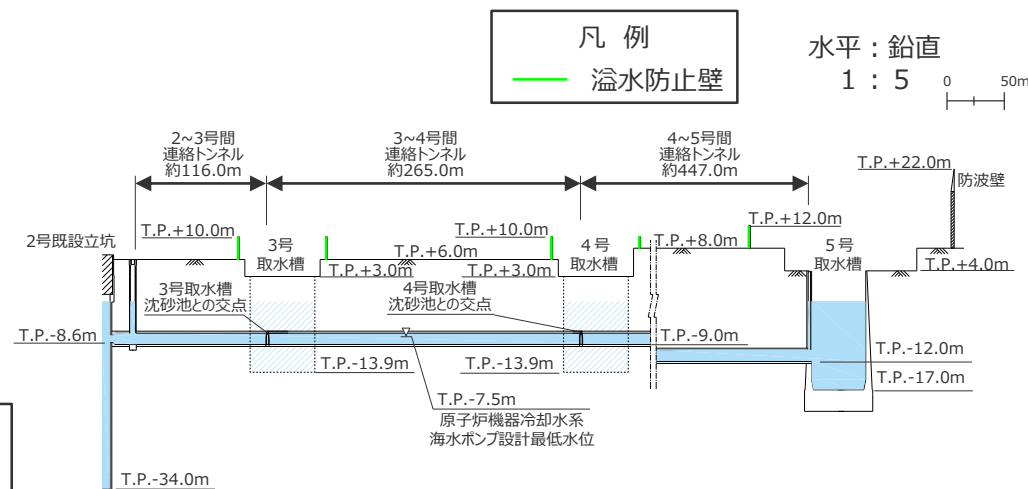 凡 例
溢水防止壁
水平：鉛直
1 : 5
0 50m
2~3号間
連絡トンネル
約116.0m
3~4号間
連絡トンネル
約265.0m
4~5号間
連絡トンネル
約447.0m
T.P.+22.0m
防波壁
2号既設立坑
T.P.+10.0m
3号
取水槽
T.P.+10.0m
4号
取水槽
T.P.+12.0m
5号
取水槽
T.P.+6.0m
T.P.+8.0m
T.P.+3.0m
T.P.+3.0m
T.P.+4.0m
3号取水槽
沈砂池との交点
4号取水槽
沈砂池との交点
T.P.-8.6m
T.P.-9.0m
T.P.-13.9m
T.P.-13.9m
T.P.-12.0m
T.P.-17.0m
T.P.-7.5m
原子炉機器冷却水系
海水ポンプ設計最低水位
T.P.-34.0m